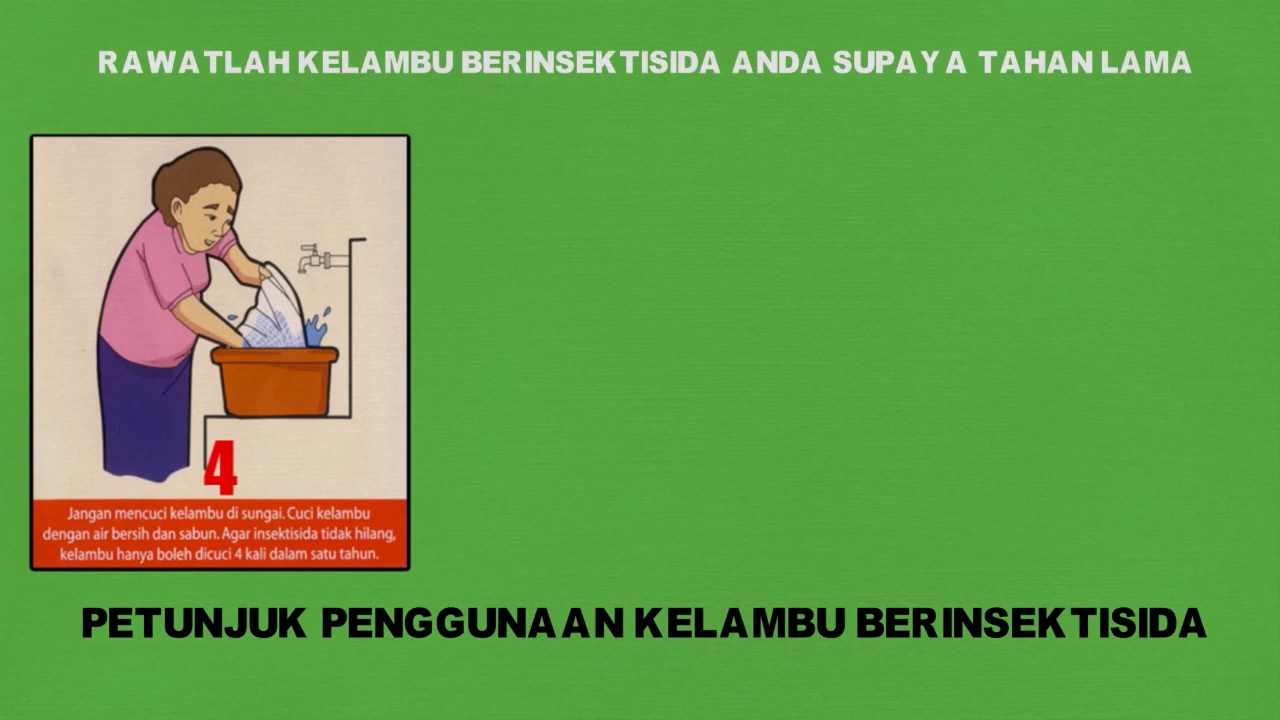 RAWATLAH KELAMBU BERINSEKTISIDA ANDA SUPAYA TAHAN LAMA
4
Jangan mencuci kelambu di sungai. Cuci kelambu
dengan air bersih dan sabun. Agar insektisida tidak hilang,
kelambu hanya boleh dicuci 4 kali dalam satu tahun.
PETUNJUK PENGGUNAAN KELAMBU BERINSEKTISIDA